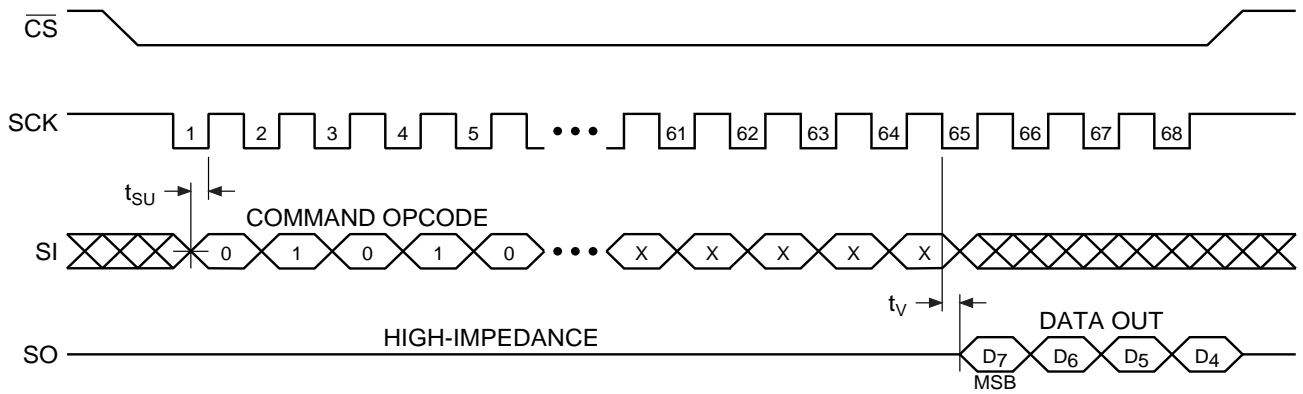 CS
SCK 1 2 3 4 5 ••• 61 62 63 64 65 66 67 68
tSU
COMMAND OPCODE
SI 0 1 0 1 0 ••• X X X X X
tV
HIGH-IMPEDANCE
DATA OUT
SO D7 D6 D5 D4
MSB